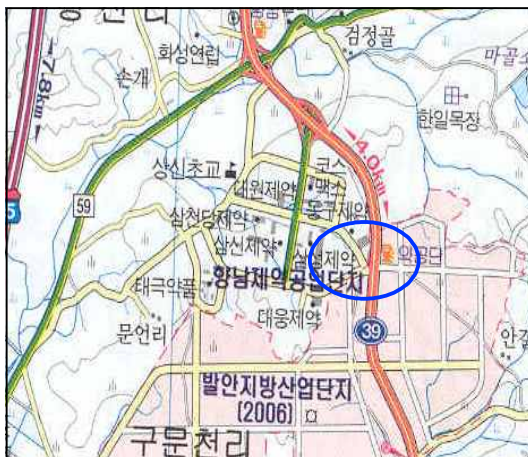 화성연립
검정골
손개
7.8km
마골
한일목장
4.0km
상신초교
코스
맥스
대원제약
동구제약
59
삼천당제약
삼신제약
삼성제약
약공단
향남제약공업단지
태극약품
대웅제약
문언리
39
발안지방산업단지
(2006)
구문천리